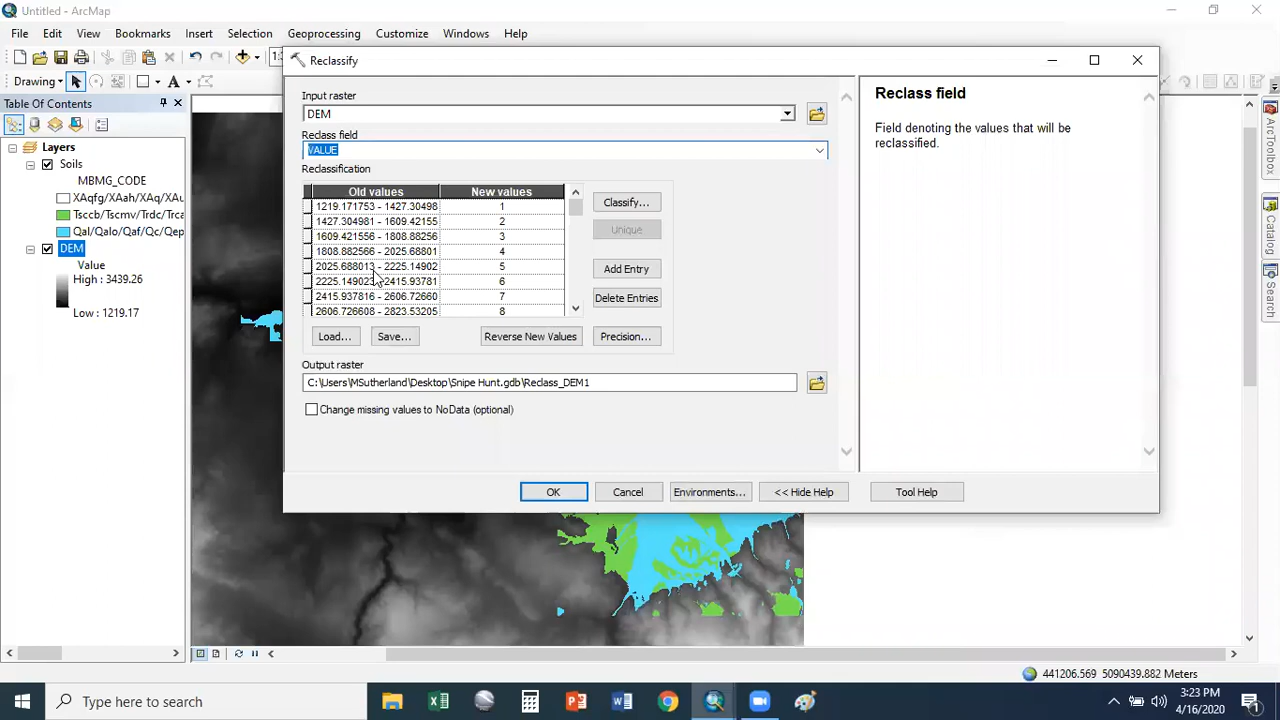 Untitled - ArcMap
File Edit View Bookmarks Insert Selection Geoprocessing Customize Windows Help
Drawing
Table Of Contents
Layers
Soils
MBMG_CODE
XAqfg/XAah/XAq/XAu
Tsccb/Tscmv/Trdc/Trca
Qal/Qalo/Qaf/Qc/Qep
DEM
Value
High : 3439.26
Low : 1219.17
Reclassify
Input raster
DEM
Reclass field
VALUE
Reclassification
Old values New values
1219.171753 - 1427.30498 1
1427.304981 - 1609.42155 2
1609.421556 - 1808.88256 3
1808.882566 - 2025.68801 4
2025.688013 - 2225.14902 5
2225.149023 - 2415.93781 6
2415.937816 - 2606.72660 7
2606.726608 - 2823.53205 8
Classify...
Unique
Add Entry
Delete Entries
Load... Save... Reverse New Values Precision...
Output raster
C:\Users\MSutherland\Desktop\Snipe Hunt.gdb\Reclass_DEM1
Change missing values to NoData (optional)
OK Cancel Environments... << Hide Help Tool Help
Reclass field
Field denoting the values that will be
reclassified.
ArcToolbox
Catalog
Search
441206.569 5090439.882 Meters
Type here to search
3:23 PM
4/16/2020